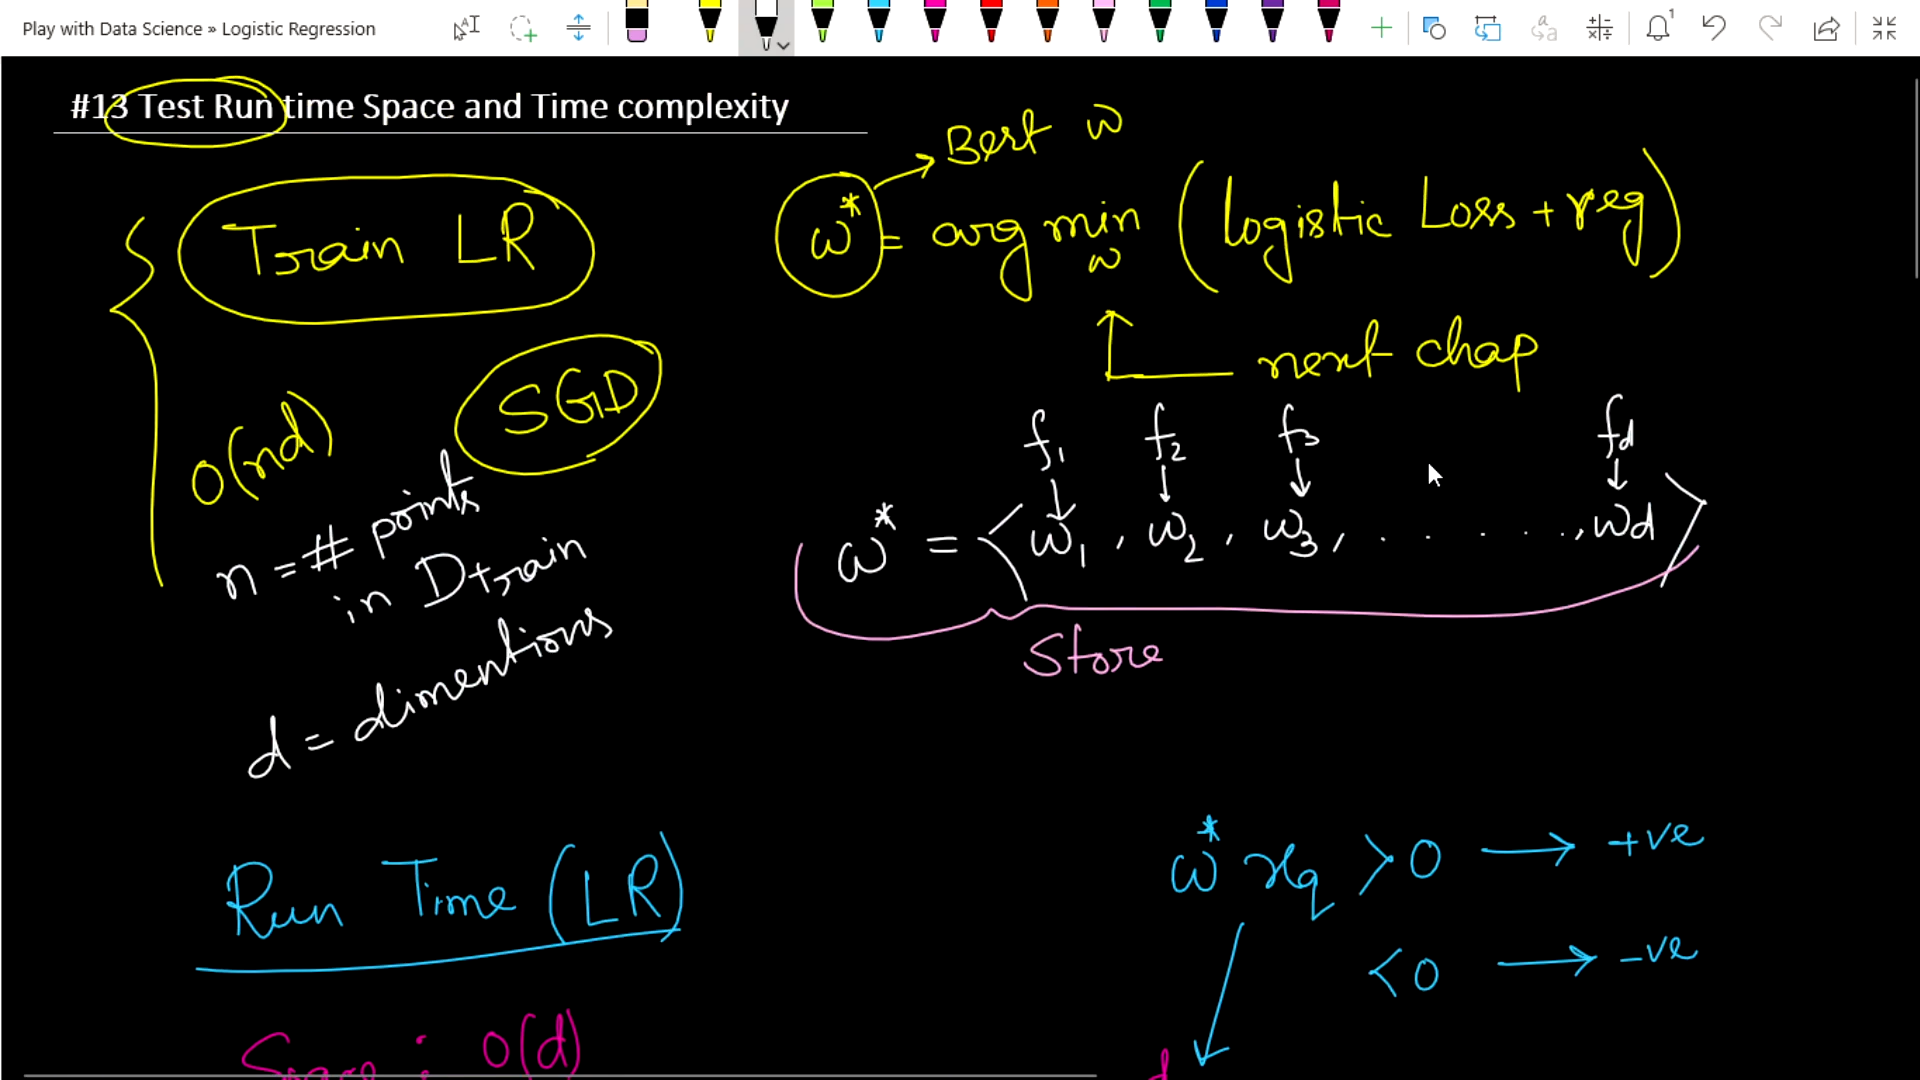 Play with Data Science » Logistic Regression
#13 Test Run time Space and Time complexity
Best w
Train LR
w* = arg min w (logistic Loss + reg)
next chap
SGD
O(nd)
n = # points in Dtrain
d = dimentions
f1 f2 f3 fd
w* = <w1, w2, w3, . . . . . ., wd>
Store
Run Time (LR)
w* xq > 0 → +ve
< 0 → -ve
Space : O(d)
d